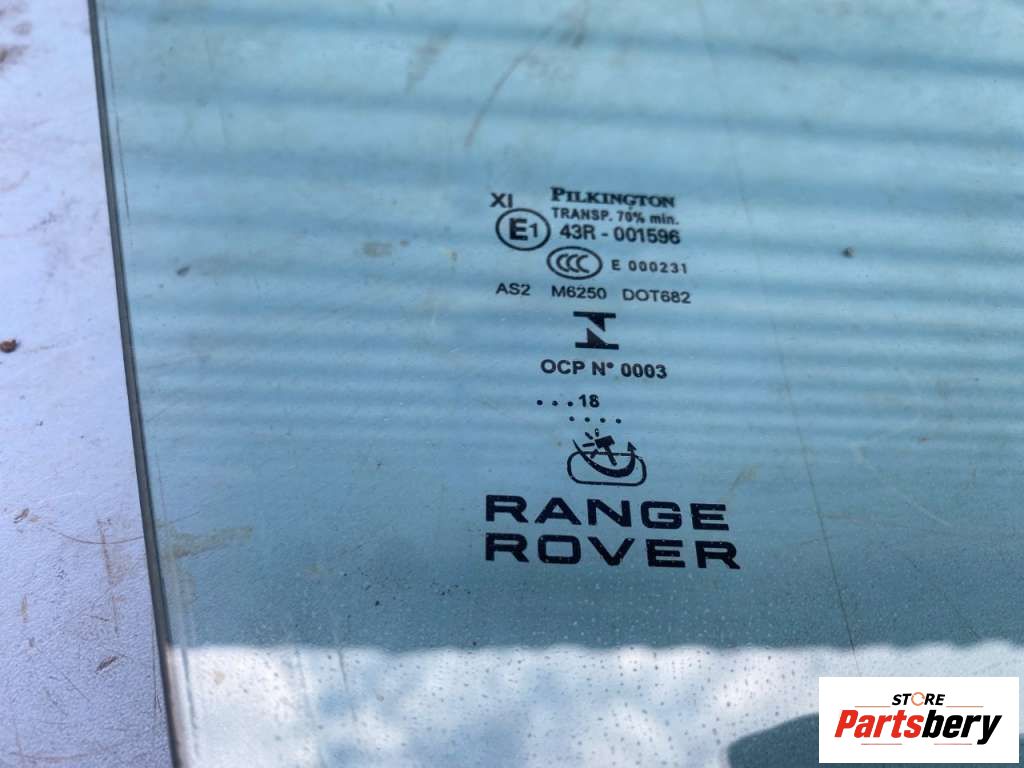 XI PILKINGTON
TRANSP. 70% min.
E1 43R - 001596
CCC E 000231
AS2 M6250 DOT682
OCP N° 0003
...18
....
RANGE
ROVER
STORE
Partsbery